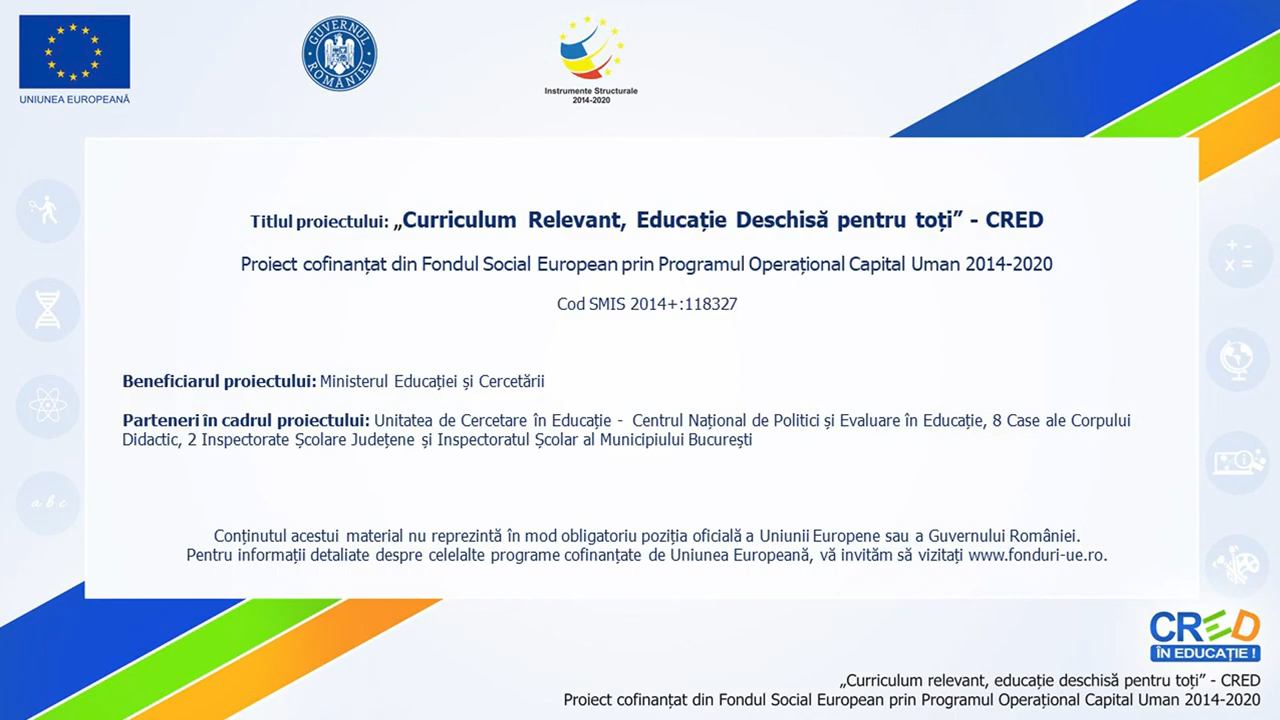 UNIUNEA EUROPEANĂ
GUVERNUL ROMÂNIEI
Instrumente Structurale
2014-2020
Titlul proiectului: „Curriculum Relevant, Educație Deschisă pentru toți” - CRED
Proiect cofinanțat din Fondul Social European prin Programul Operațional Capital Uman 2014-2020
Cod SMIS 2014+:118327
Beneficiarul proiectului: Ministerul Educației și Cercetării
Parteneri în cadrul proiectului: Unitatea de Cercetare în Educație - Centrul Național de Politici și Evaluare în Educație, 8 Case ale Corpului
Didactic, 2 Inspectorate Școlare Județene și Inspectoratul Școlar al Municipiului București
a b c
Conținutul acestui material nu reprezintă în mod obligatoriu poziția oficială a Uniunii Europene sau a Guvernului României.
Pentru informații detaliate despre celelalte programe cofinanțate de Uniunea Europeană, vă invităm să vizitați www.fonduri-ue.ro.
CRED
ÎN EDUCAȚIE !
„Curriculum relevant, educație deschisă pentru toți” - CRED
Proiect cofinanțat din Fondul Social European prin Programul Operațional Capital Uman 2014-2020